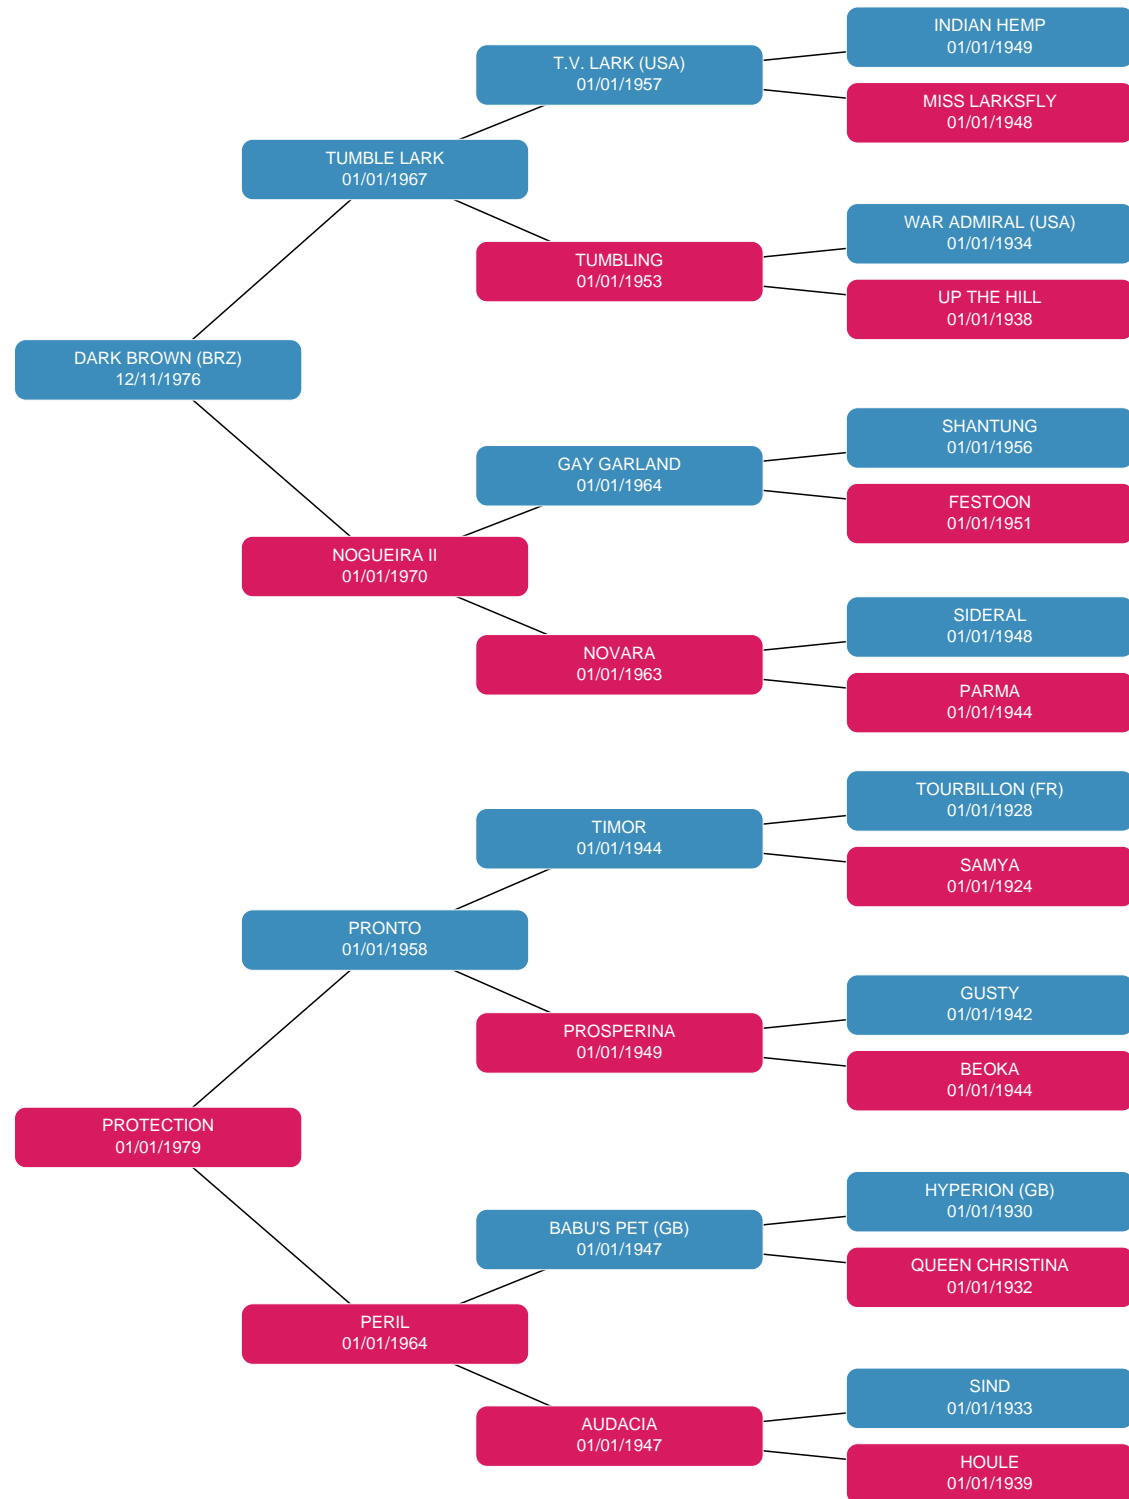 INDIAN HEMP
01/01/1949
T.V. LARK (USA)
01/01/1957
MISS LARKSFLY
01/01/1948
TUMBLE LARK
01/01/1967
WAR ADMIRAL (USA)
01/01/1934
TUMBLING
01/01/1953
UP THE HILL
01/01/1938
DARK BROWN (BRZ)
12/11/1976
SHANTUNG
01/01/1956
GAY GARLAND
01/01/1964
FESTOON
01/01/1951
NOGUEIRA II
01/01/1970
SIDERAL
01/01/1948
NOVARA
01/01/1963
PARMA
01/01/1944
TOURBILLON (FR)
01/01/1928
TIMOR
01/01/1944
SAMYA
01/01/1924
PRONTO
01/01/1958
GUSTY
01/01/1942
PROSPERINA
01/01/1949
BEOKA
01/01/1944
PROTECTION
01/01/1979
HYPERION (GB)
01/01/1930
BABU'S PET (GB)
01/01/1947
QUEEN CHRISTINA
01/01/1932
PERIL
01/01/1964
SIND
01/01/1933
AUDACIA
01/01/1947
HOULE
01/01/1939